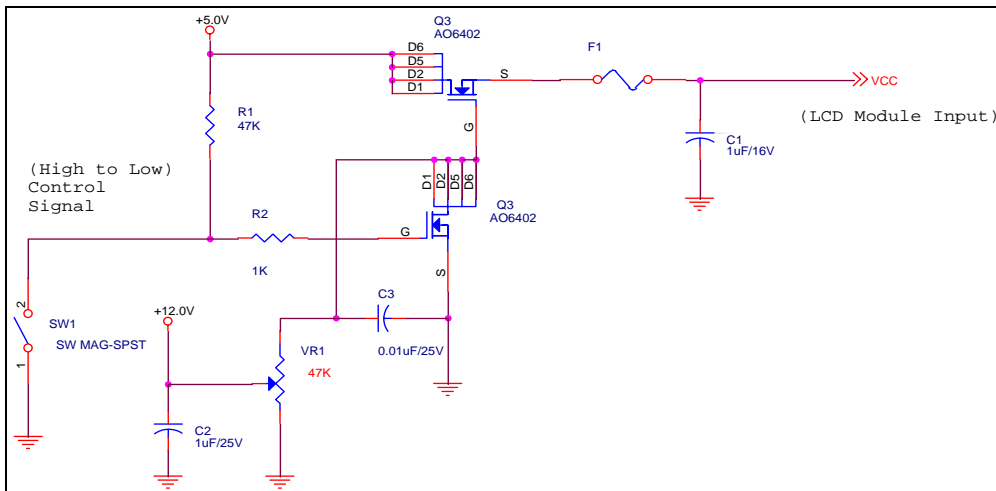 +5.0V
Q3
AO6402
D6
D5
D2
D1
S
G
F1
VCC
(LCD Module Input)
C1
1uF/16V
R1
47K
(High to Low)
Control
Signal
R2
1K
D1
D2
D5
D6
Q3
AO6402
G
S
2
SW1
SW MAG-SPST
1
+12.0V
C3
0.01uF/25V
VR1
47K
C2
1uF/25V